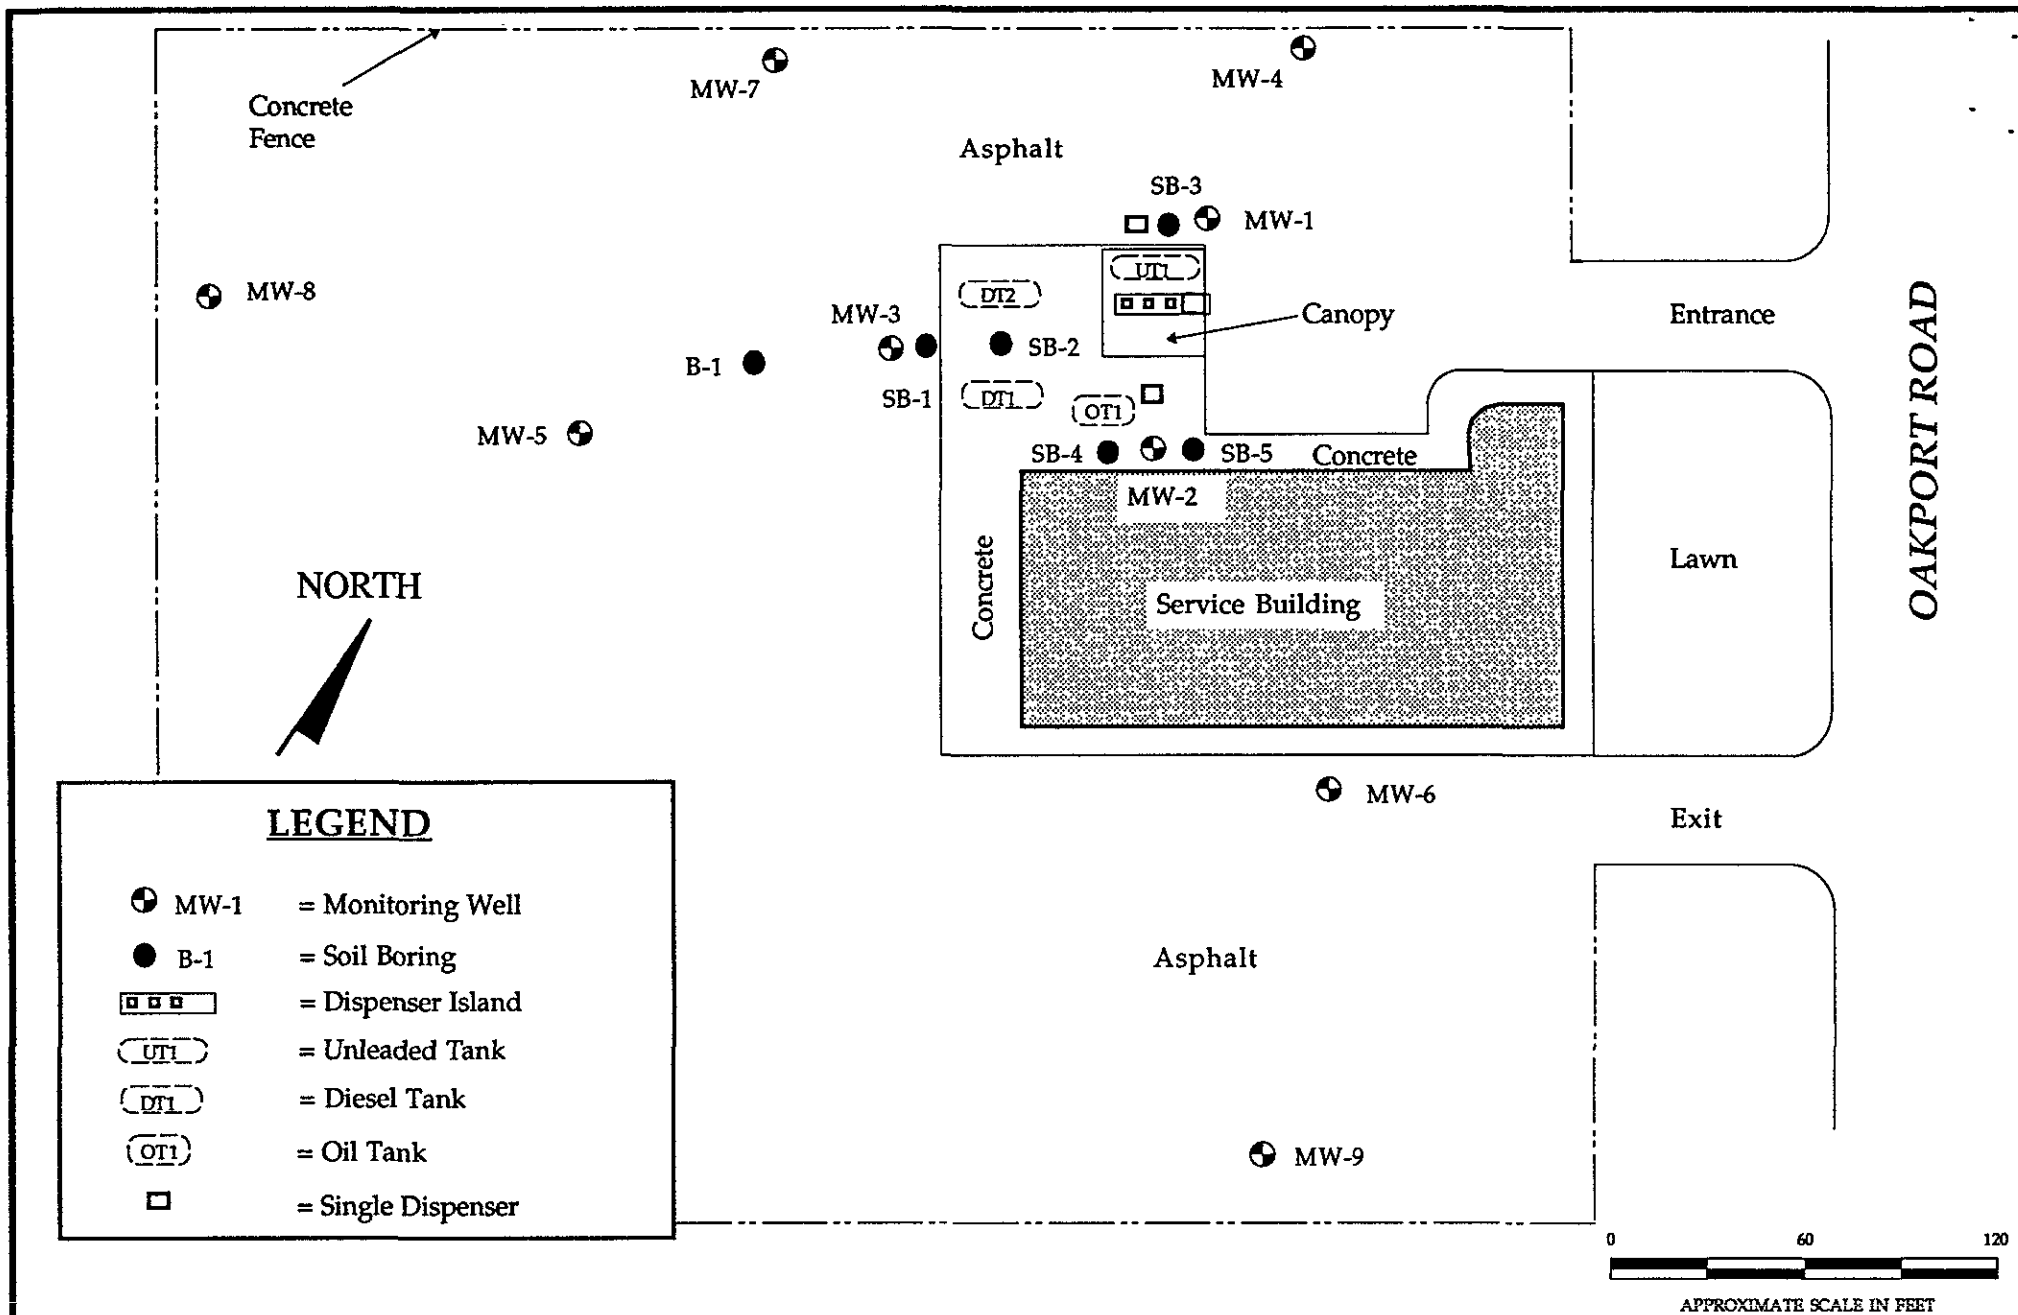 MW-7
MW-4
Concrete
Fence
Asphalt
SB-3
MW-1
UT1
MW-8
DT2
MW-3
Canopy
Entrance
OAKPORT ROAD
B-1
SB-2
SB-1
DT1
OT1
MW-5
SB-4
SB-5
Concrete
MW-2
Concrete
Lawn
NORTH
Service Building
MW-6
Exit
LEGEND
MW-1 = Monitoring Well
B-1 = Soil Boring
= Dispenser Island
UT1 = Unleaded Tank
DT1 = Diesel Tank
OT1 = Oil Tank
= Single Dispenser
Asphalt
MW-9
0 60 120
APPROXIMATE SCALE IN FEET